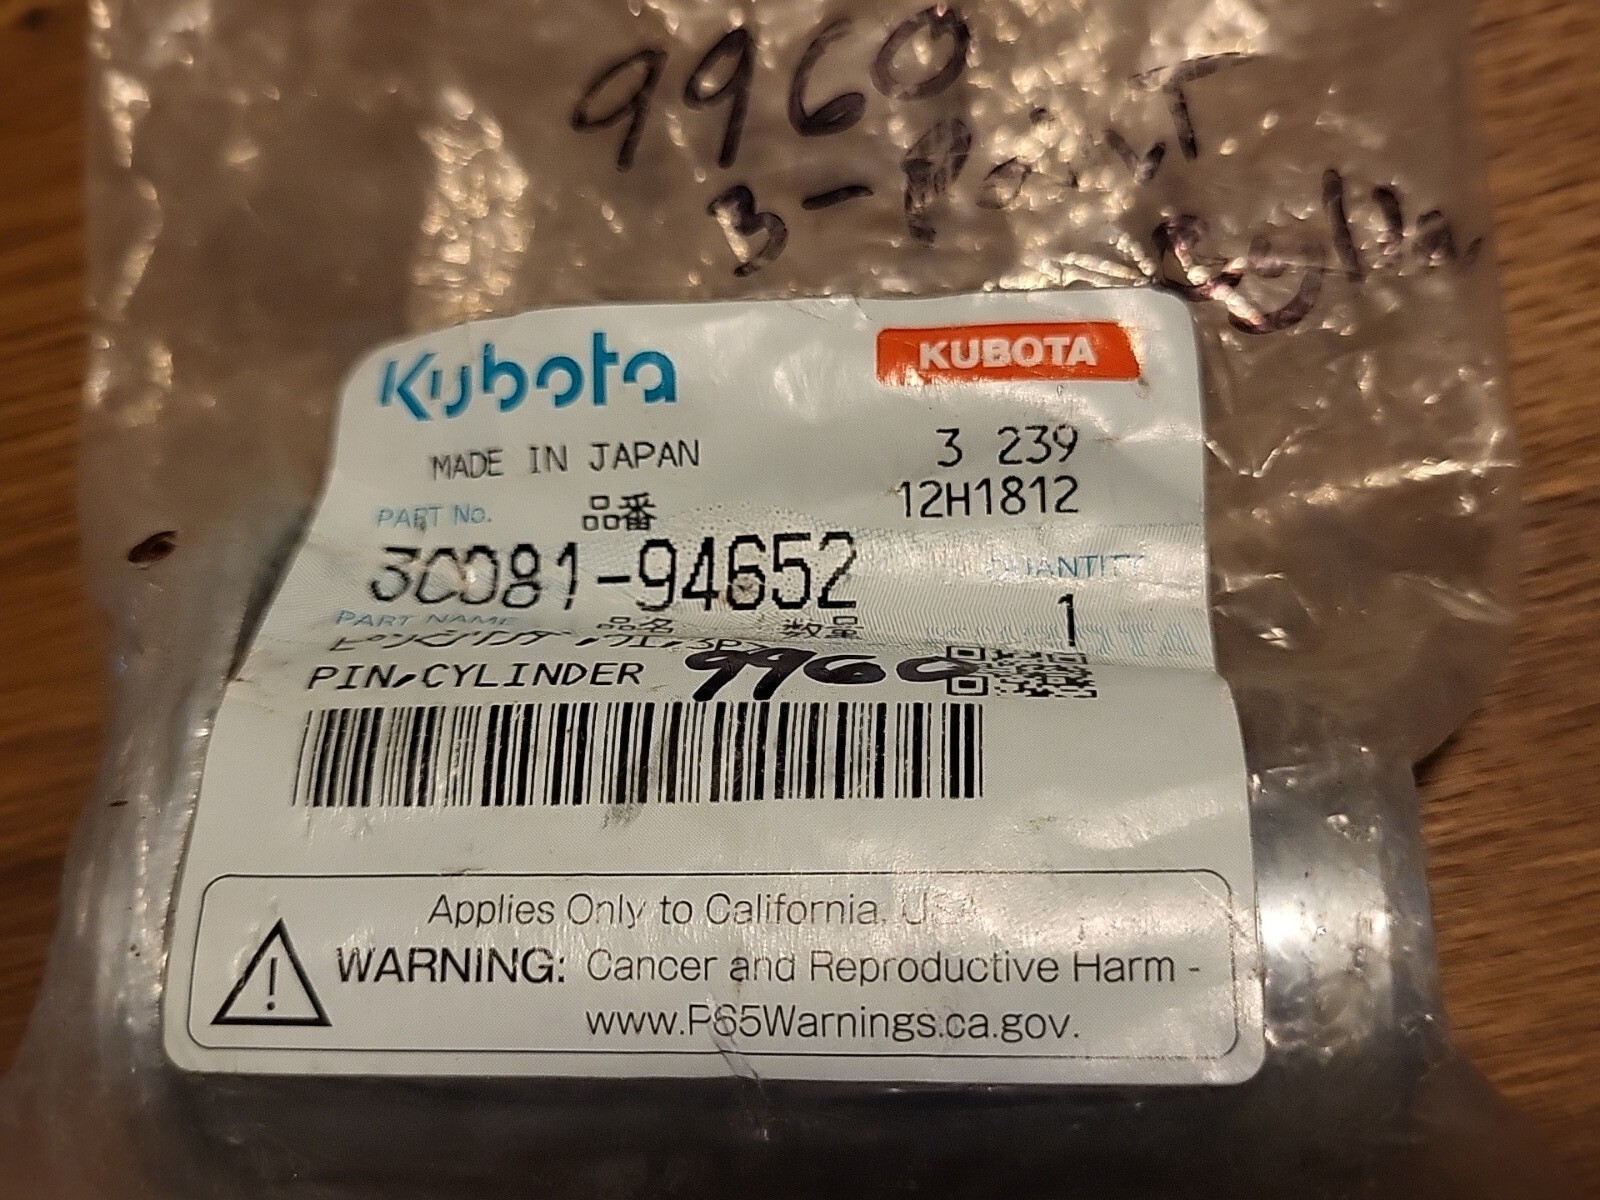 9960
3-Point
Kubota
KUBOTA
MADE IN JAPAN
3 239
PART No.
品番
12H1812
3C081-94652
QUANTITY
1
PART NAME
品名
数量
PIN,CYLINDER
9960
Applies Only to California, USA
WARNING: Cancer and Reproductive Harm -
www.P65Warnings.ca.gov.